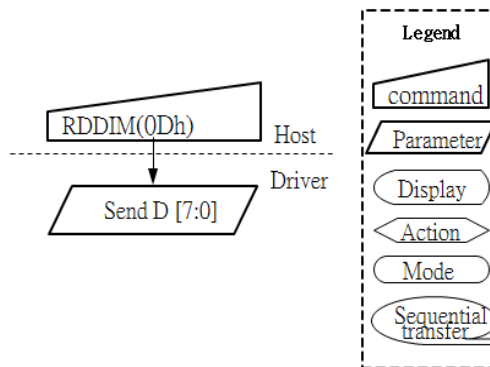 RDDIM(0Dh)
Host
Driver
Send D [7:0]
Legend
command
Parameter
Display
Action
Mode
Sequential
transfer